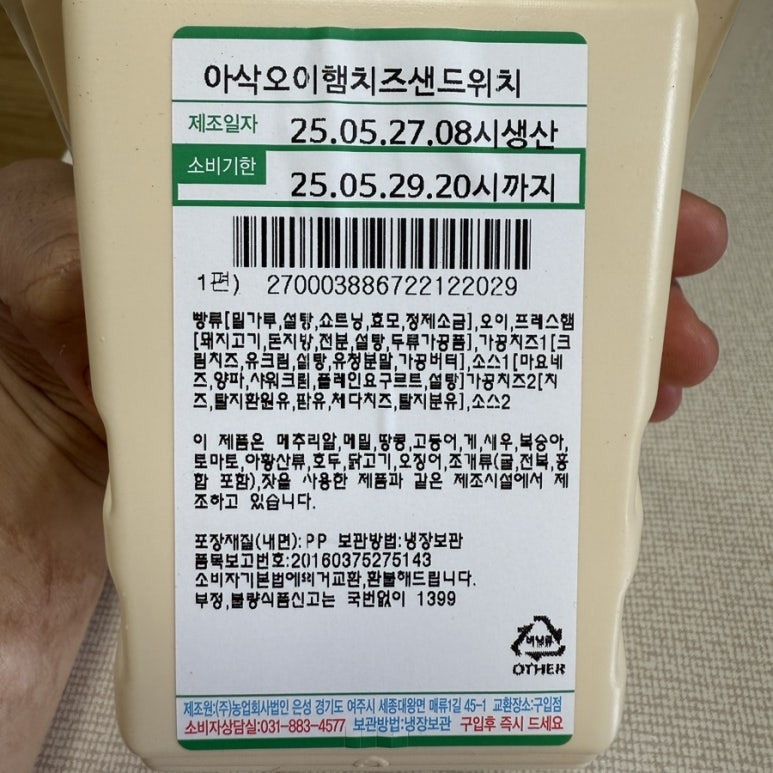 아삭오이햄치즈샌드위치
제조일자 25.05.27.08시생산
소비기한 25.05.29.20시까지
1편) 270003886722122029
빵류[밀가루,설탕,쇼트닝,효모,정제소금],오이,프레스햄
[돼지고기,돈지방,전분,설탕,두류가공품],가공치즈1[크
림치즈,유크림,설탕,유청분말,가공버터],소스1[마요네
즈,양파,사워크림,플레인요구르트,설탕]가공치즈2[치
즈,탈지환원유,팜유,체다치즈,탈지분유],소스2
이 제품은 메추리알,메밀,땅콩,고등어,게,새우,복숭아,
토마토,아황산류,호두,닭고기,오징어,조개류(굴,전복,홍
합 포함),잣을 사용한 제품과 같은 제조시설에서 제
조하고 있습니다.
포장재질(내면):PP 보관방법:냉장보관
품목보고번호:20160375275143
소비자기본법에의거교환,환불해드립니다.
부정,불량식품신고는 국번없이 1399
비닐류
OTHER
제조원:(주)농업회사법인 은성 경기도 여주시 세종대왕면 매류1길 45-1 교환장소:구입점
소비자상담실:031-883-4577 보관방법:냉장보관 구입후 즉시 드세요